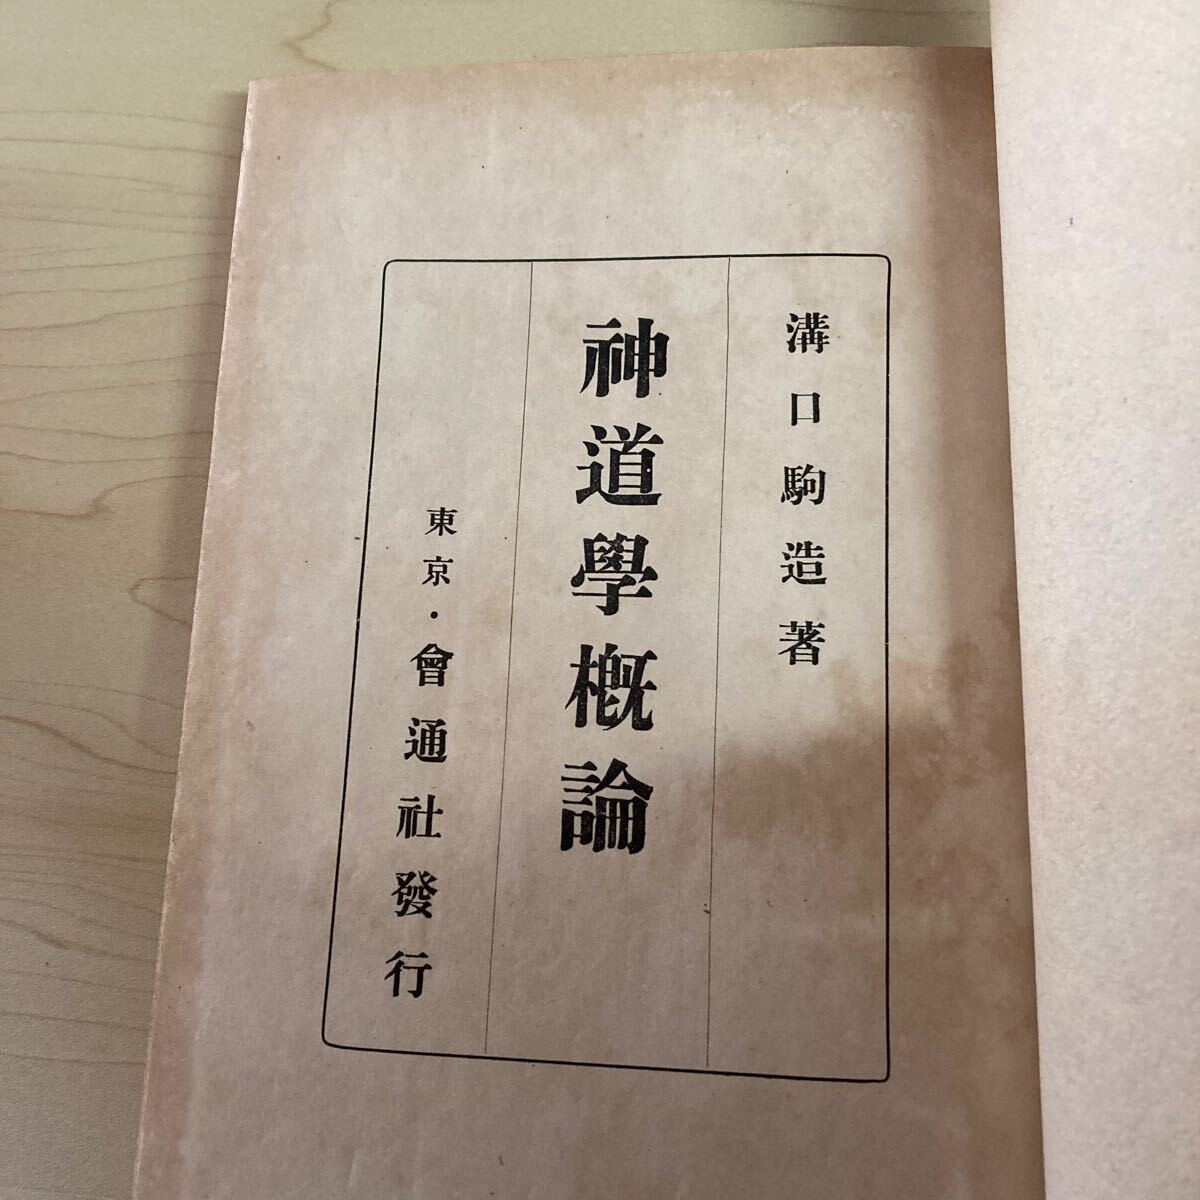 溝口駒造著
神道學概論
東京・會通社發行